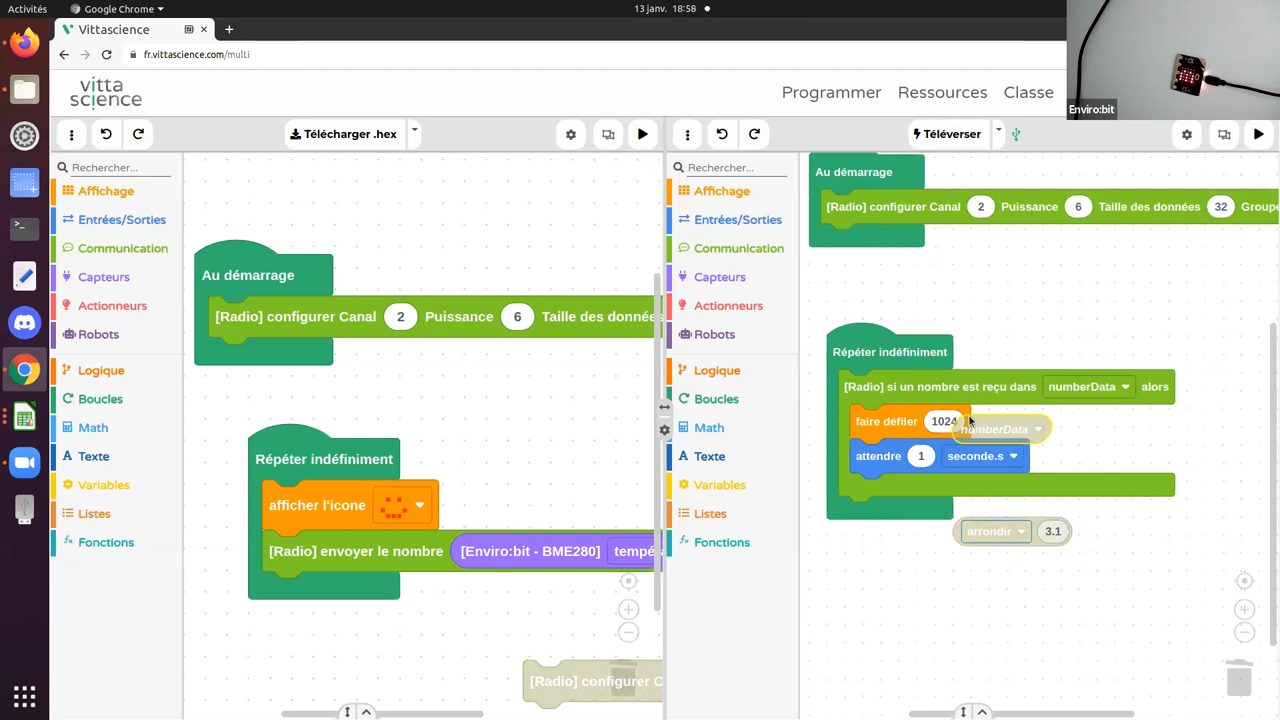 Activités
Google Chrome
13 janv. 18:58
Vittascience
fr.vittascience.com/multi
Enviro:bit
vitta
science
Programmer
Ressources
Classe
Télécharger .hex
Téléverser
Rechercher...
Affichage
Entrées/Sorties
Communication
Capteurs
Actionneurs
Robots
Logique
Boucles
Math
Texte
Variables
Listes
Fonctions
Au démarrage
[Radio] configurer Canal 2 Puissance 6 Taille des données
Répéter indéfiniment
afficher l'icone
[Radio] envoyer le nombre [Enviro:bit - BME280]
[Radio] configurer C
Rechercher...
Affichage
Entrées/Sorties
Communication
Capteurs
Actionneurs
Robots
Logique
Boucles
Math
Texte
Variables
Listes
Fonctions
Au démarrage
[Radio] configurer Canal 2 Puissance 6 Taille des données 32 Groupe
Répéter indéfiniment
[Radio] si un nombre est reçu dans numberData alors
faire défiler 1024
numberData
attendre 1 seconde.s
arrondir 3.1